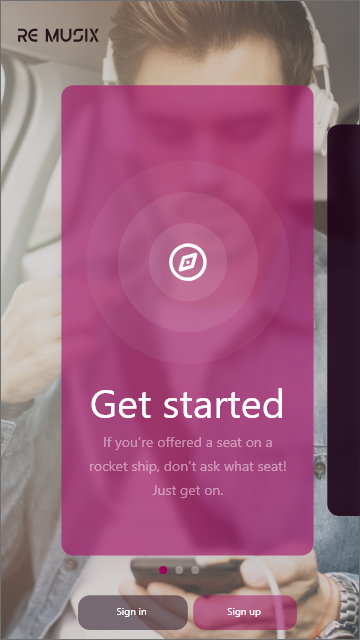 RE MUSIX
Get started
If you’re offered a seat on a
rocket ship, don’t ask what seat!
Just get on.
Sign in
Sign up